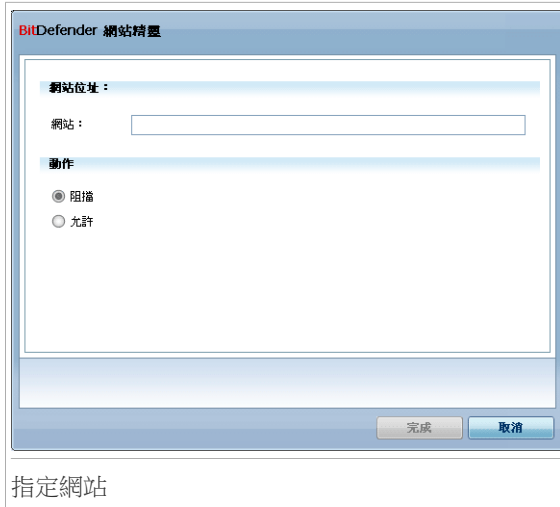 BitDefender 網站精靈
網站位址：
網站：
動作
阻擋
允許
完成 取消
指定網站